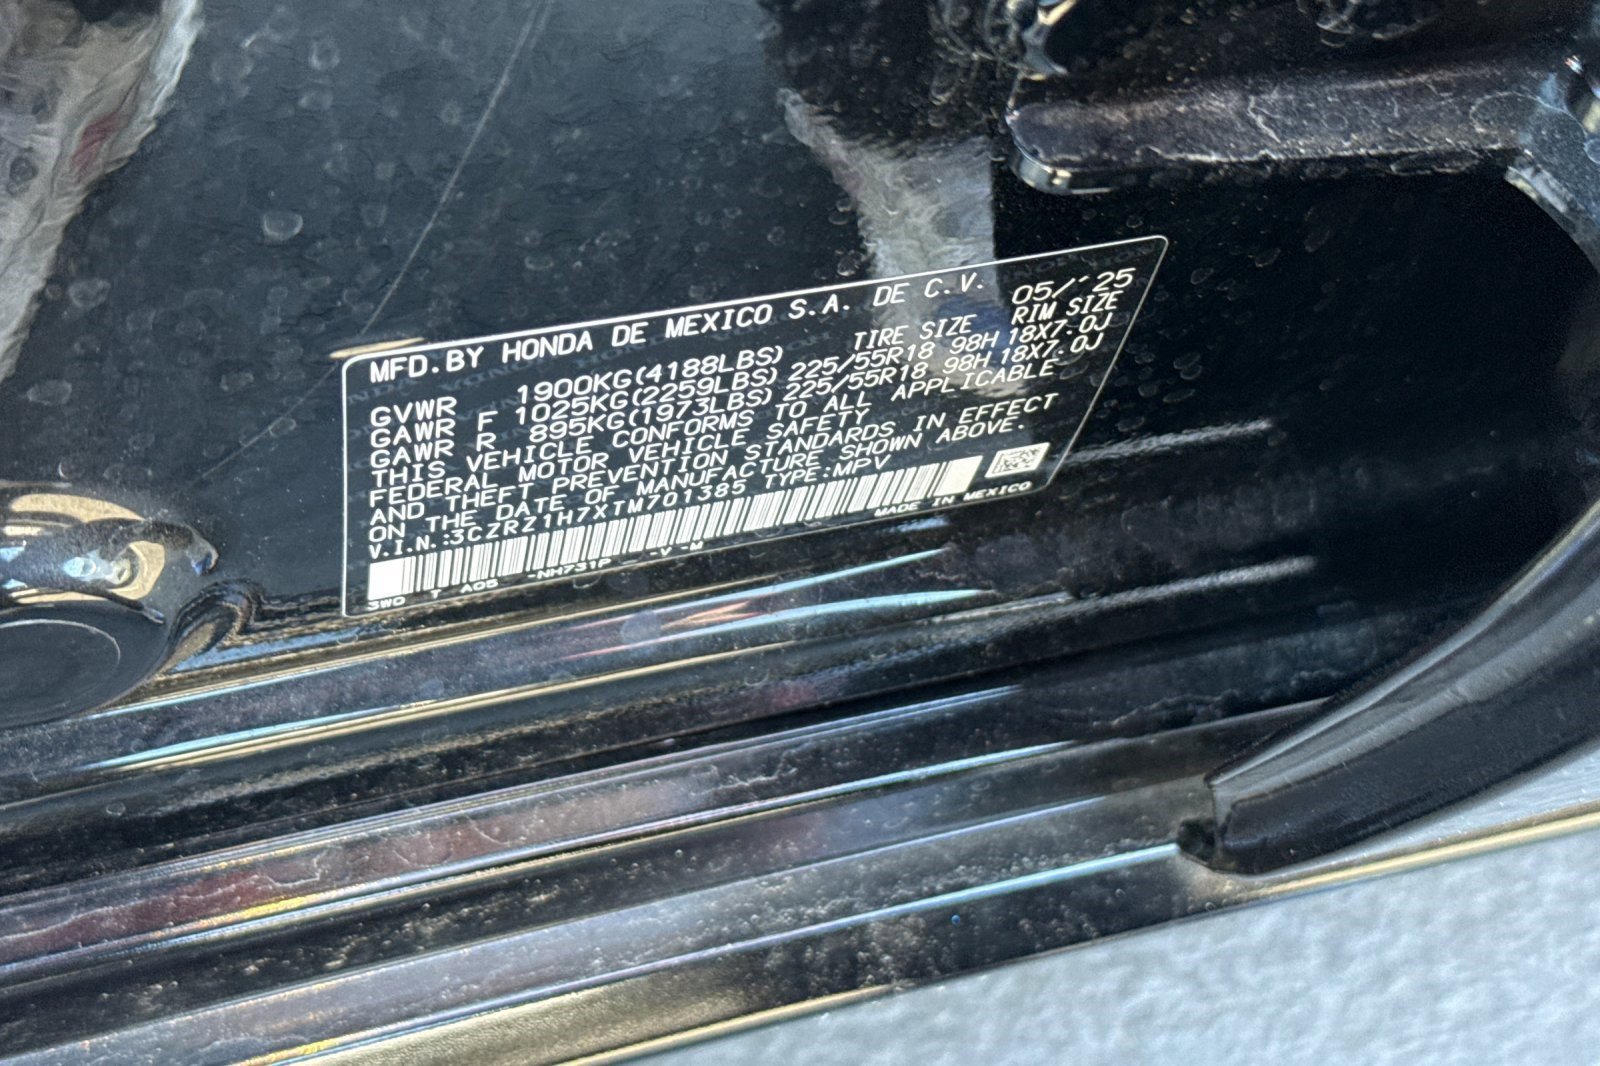 MFD.BY HONDA DE MEXICO S.A. DE C.V. 05/'25
TIRE SIZE RIM SIZE
GVWR 1900KG(4188LBS)
GAWR F 1025KG(2259LBS) 225/55R18 98H 18X7.0J
GAWR R 895KG(1973LBS) 225/55R18 98H 18X7.0J
THIS VEHICLE CONFORMS TO ALL APPLICABLE
FEDERAL MOTOR VEHICLE SAFETY
AND THEFT PREVENTION STANDARDS IN EFFECT
ON THE DATE OF MANUFACTURE SHOWN ABOVE.
V.I.N.:3CZRZ1H7XTM701385 TYPE:MPV
MADE IN MEXICO
3W0 T A05 -NH731P - -V -M